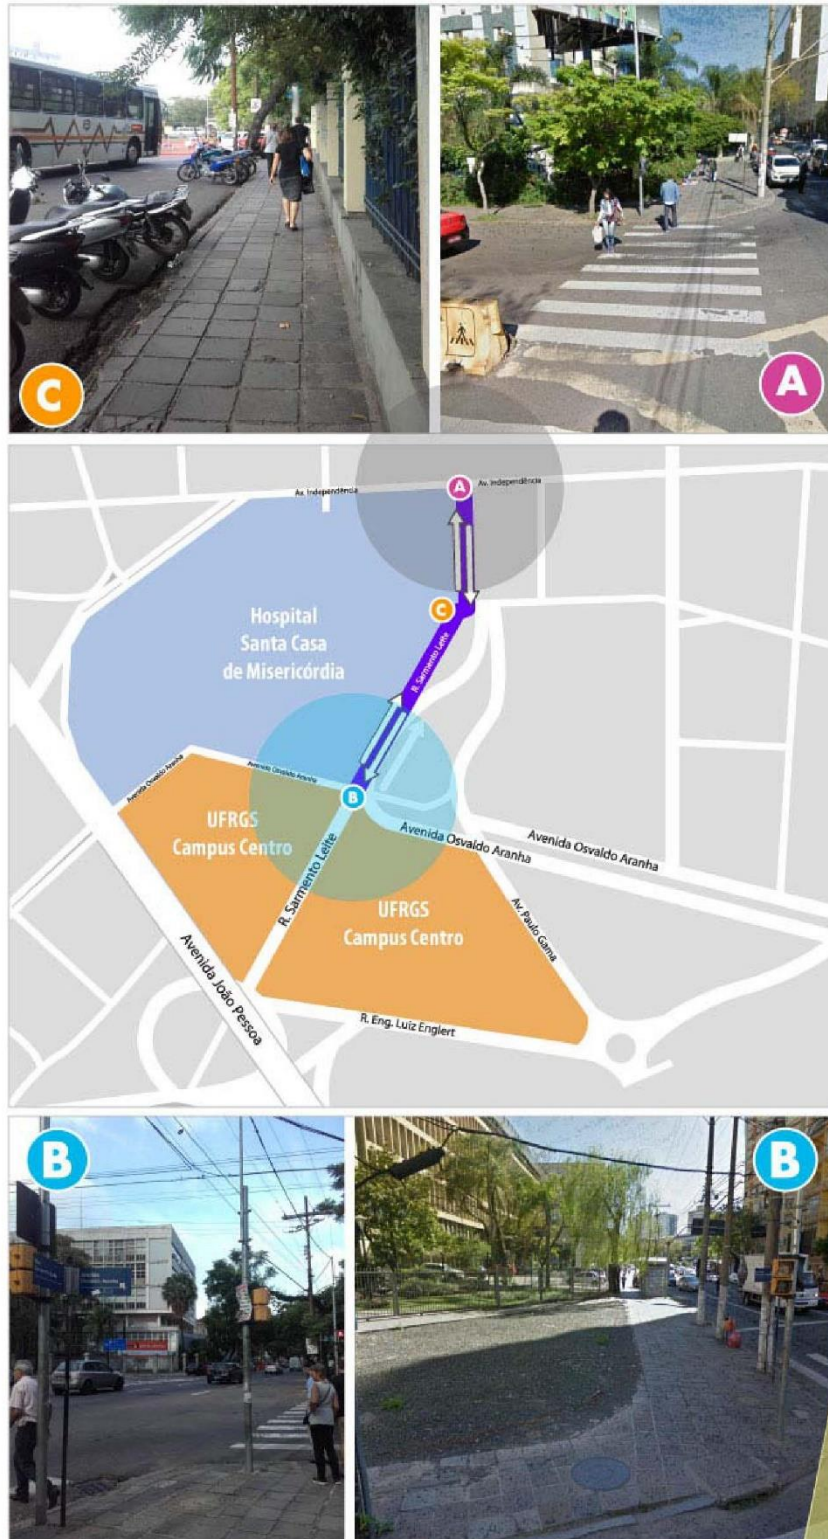 C
A
Av. Independência
A
Av. Independência
Hospital
Santa Casa
de Misericórdia
C
R. Sarmento Leite
Avenida Osvaldo Aranha
Avenida Osvaldo Aranha
B
UFRGS
Campus Centro
R. Sarmento Leite
Avenida Osvaldo Aranha
Avenida Osvaldo Aranha
UFRGS
Campus Centro
Av. Paulo Gama
Avenida João Pessoa
R. Eng. Luiz Englert
B
B